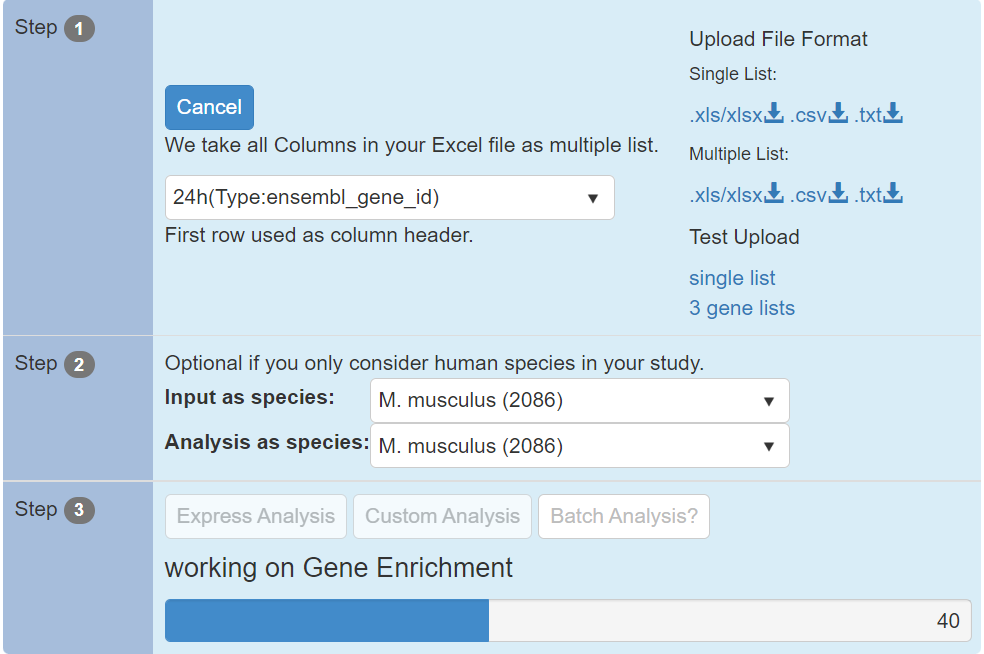 Step 1
Cancel
We take all Columns in your Excel file as multiple list.
24h(Type:ensembl_gene_id)
First row used as column header.
Upload File Format
Single List:
.xls/xlsx .csv .txt
Multiple List:
.xls/xlsx .csv .txt
Test Upload
single list
3 gene lists
Step 2
Optional if you only consider human species in your study.
Input as species: M. musculus (2086)
Analysis as species: M. musculus (2086)
Step 3
Express Analysis Custom Analysis Batch Analysis?
working on Gene Enrichment
40